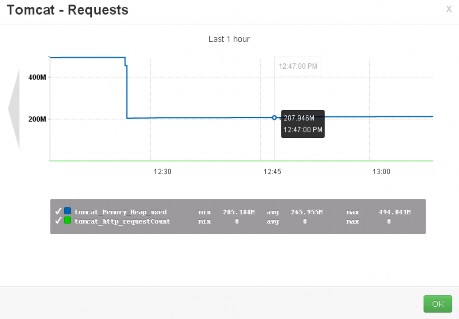 Tomcat - Requests
x
Last 1 hour
12:47:00 PM
400M
207.946M
200M
12:47:00 PM
12:30
12:45
13:00
tomcat_Memory_Heap_used min 205.188M avg 265.955M max 494.041M
tomcat_http_requestCount min 0 avg 0 max 0
OK